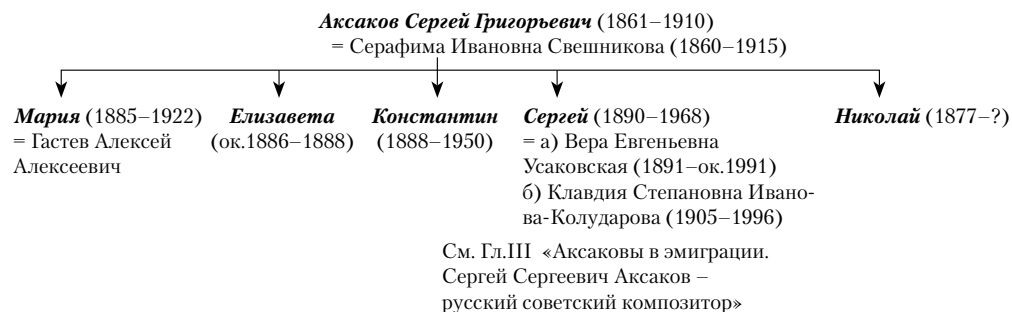 Аксаков Сергей Григорьевич (1861–1910)
= Серафима Ивановна Свешникова (1860–1915)
Мария (1885–1922)
= Гастев Алексей
Алексеевич
Елизавета
(ок.1886–1888)
Константин
(1888–1950)
Сергей (1890–1968)
= а) Вера Евгеньевна
Усаковская (1891–ок.1991)
б) Клавдия Степановна Ивано-
ва-Колударова (1905–1996)
Николай (1877–?)
См. Гл.III «Аксаковы в эмиграции.
Сергей Сергеевич Аксаков –
русский советский композитор»